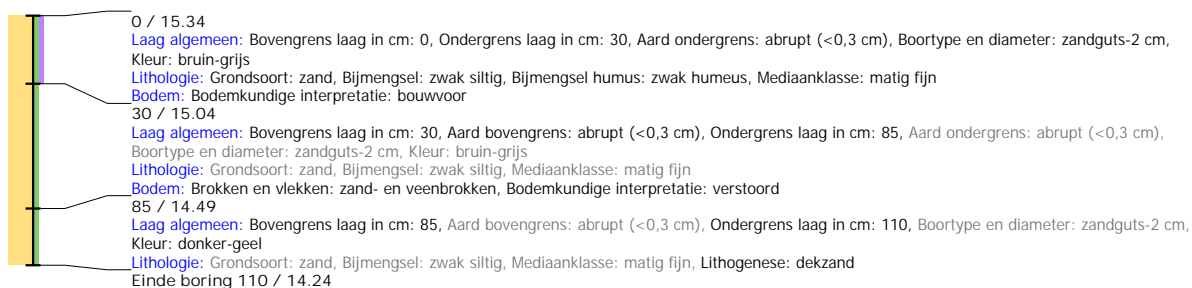 0 / 15.34
Laag algemeen: Bovengrens laag in cm: 0, Ondergrens laag in cm: 30, Aard ondergrens: abrupt (<0,3 cm), Boortype en diameter: zandguts-2 cm,
Kleur: bruin-grijs
Lithologie: Grondsoort: zand, Bijmengsel: zwak siltig, Bijmengsel humus: zwak humeus, Mediaanklasse: matig fijn
Bodem: Bodemkundige interpretatie: bouwvoor
30 / 15.04
Laag algemeen: Bovengrens laag in cm: 30, Aard bovengrens: abrupt (<0,3 cm), Ondergrens laag in cm: 85, Aard ondergrens: abrupt (<0,3 cm),
Boortype en diameter: zandguts-2 cm, Kleur: bruin-grijs
Lithologie: Grondsoort: zand, Bijmengsel: zwak siltig, Mediaanklasse: matig fijn
Bodem: Brokken en vlekken: zand- en veenbrokken, Bodemkundige interpretatie: verstoord
85 / 14.49
Laag algemeen: Bovengrens laag in cm: 85, Aard bovengrens: abrupt (<0,3 cm), Ondergrens laag in cm: 110, Boortype en diameter: zandguts-2 cm,
Kleur: donker-geel
Lithologie: Grondsoort: zand, Bijmengsel: zwak siltig, Mediaanklasse: matig fijn, Lithogenese: dekzand
Einde boring 110 / 14.24